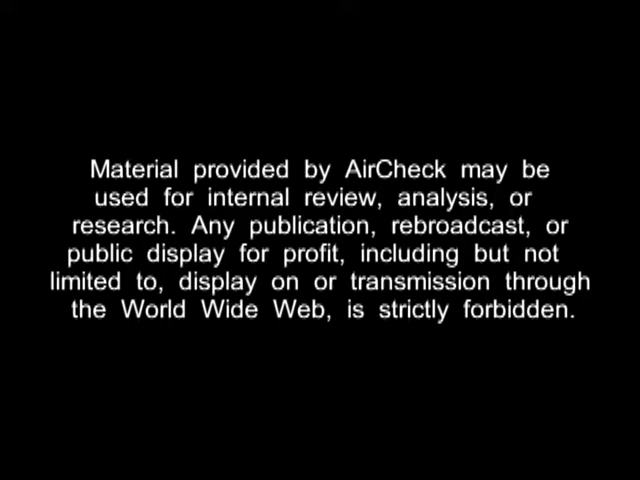 Material provided by AirCheck may be
used for internal review, analysis, or
research. Any publication, rebroadcast, or
public display for profit, including but not
limited to, display on or transmission through
the World Wide Web, is strictly forbidden.